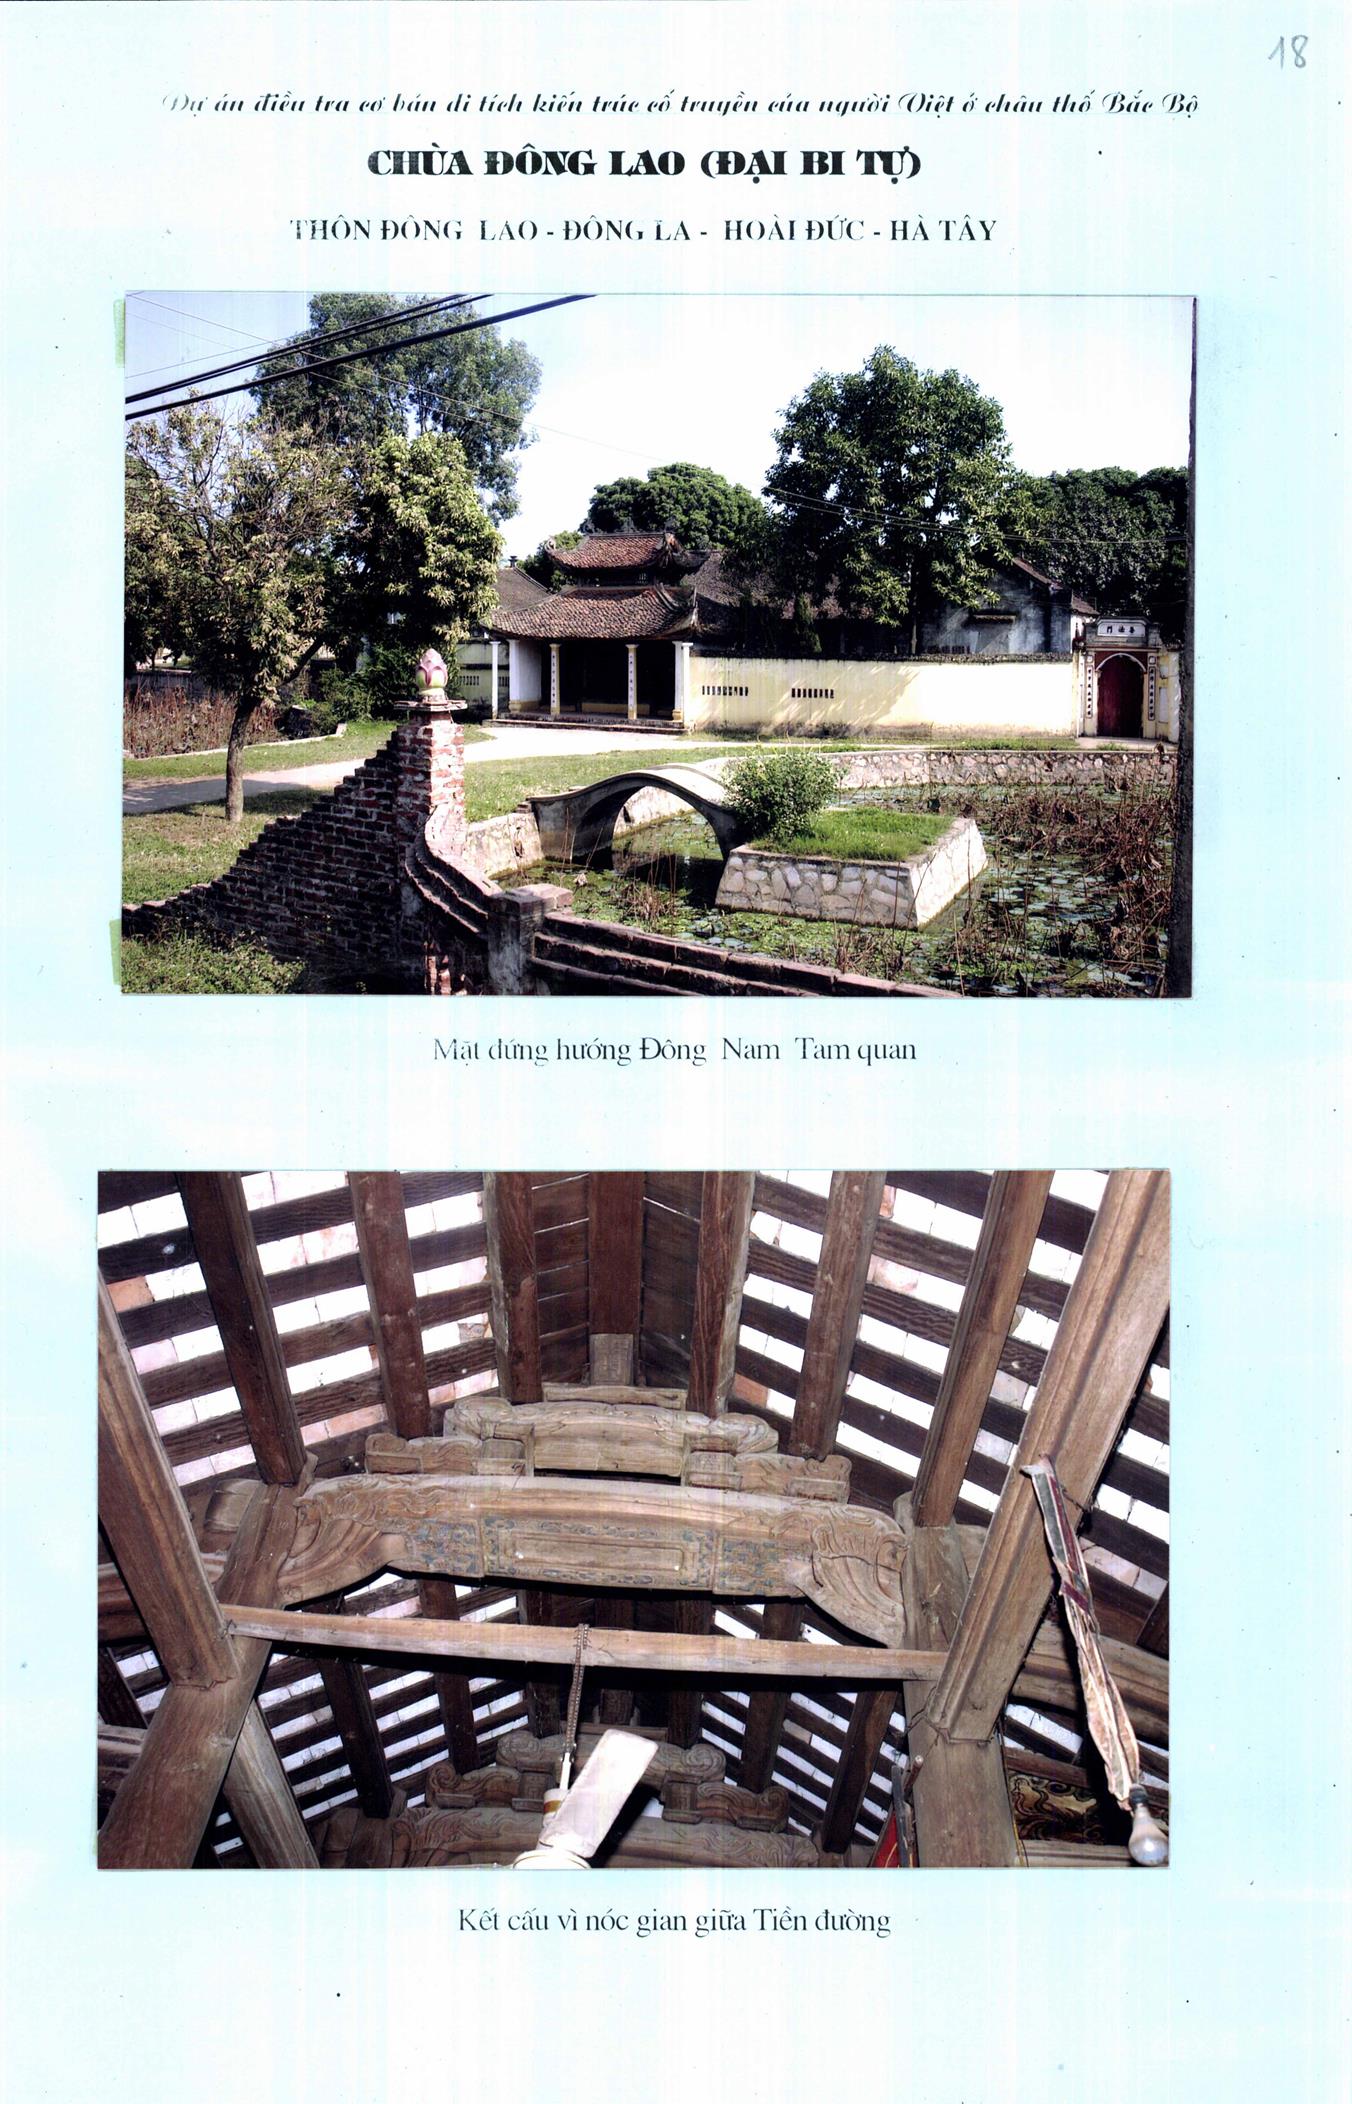 18
Dự án điều tra cơ bản di tích kiến trúc cổ truyền của người Việt ở châu thổ Bắc Bộ
CHÙA ĐÔNG LAO (ĐẠI BI TỰ)
THÔN ĐÔNG LAO - ĐÔNG LA - HOÀI ĐỨC - HÀ TÂY
Mặt đứng hướng Đông Nam Tam quan
Kết cấu vì nóc gian giữa Tiền đường